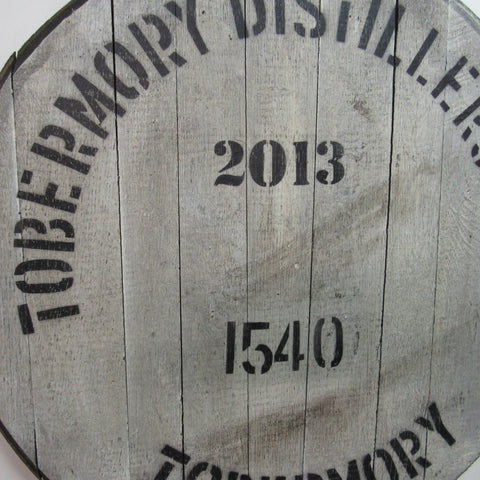 TOBERMORY DISTILLERS
2013
1540
TOBERMORY